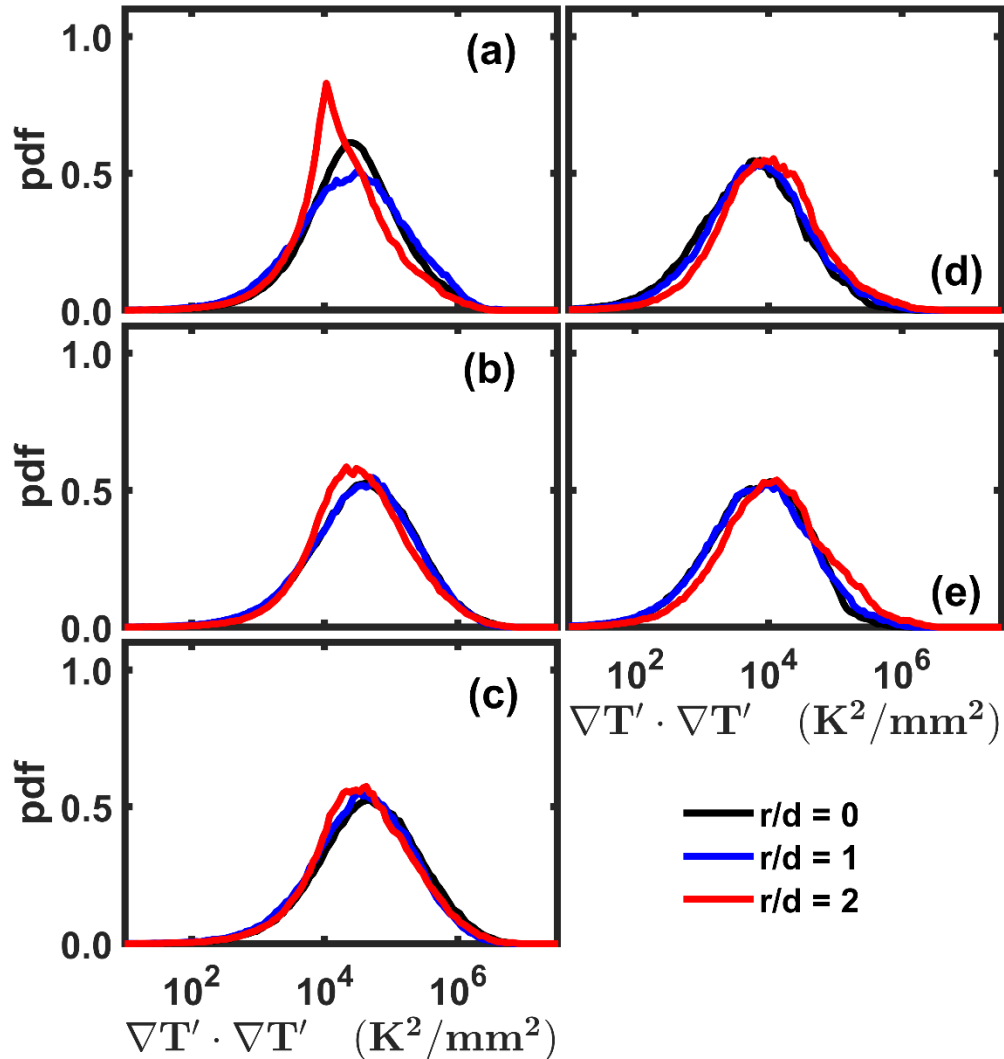 1.0
(a)
pdf
0.5
0.0
(d)
1.0
(b)
pdf
0.5
0.0
(e)
10² 10⁴ 10⁶
∇T′ · ∇T′ (K²/mm²)
1.0
(c)
pdf
0.5
0.0
10² 10⁴ 10⁶
∇T′ · ∇T′ (K²/mm²)
r/d = 0
r/d = 1
r/d = 2